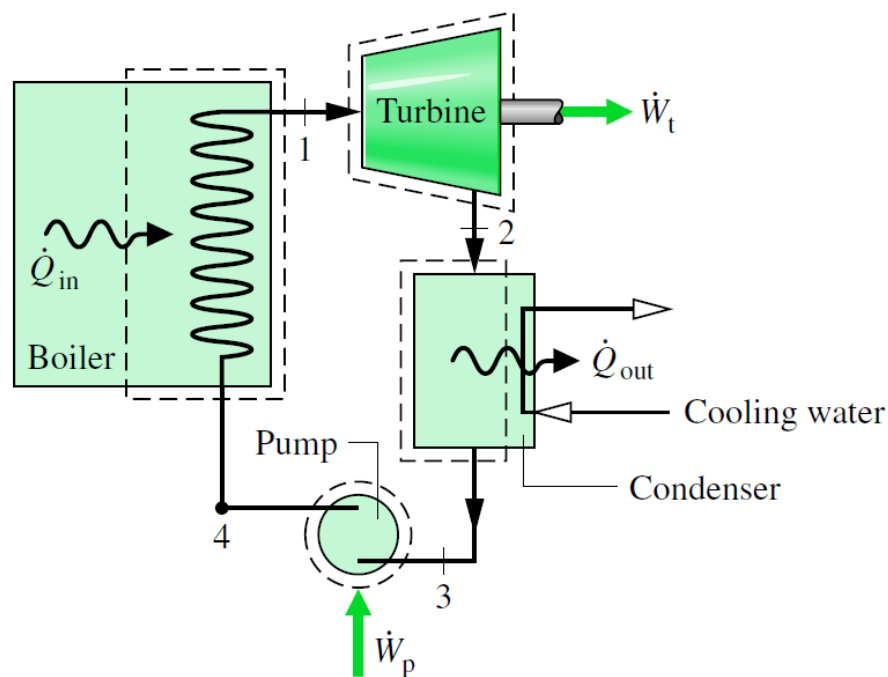 Turbine
Ẇt
1
2
Q̇in
Boiler
Q̇out
Cooling water
Pump
Condenser
4
3
Ẇp